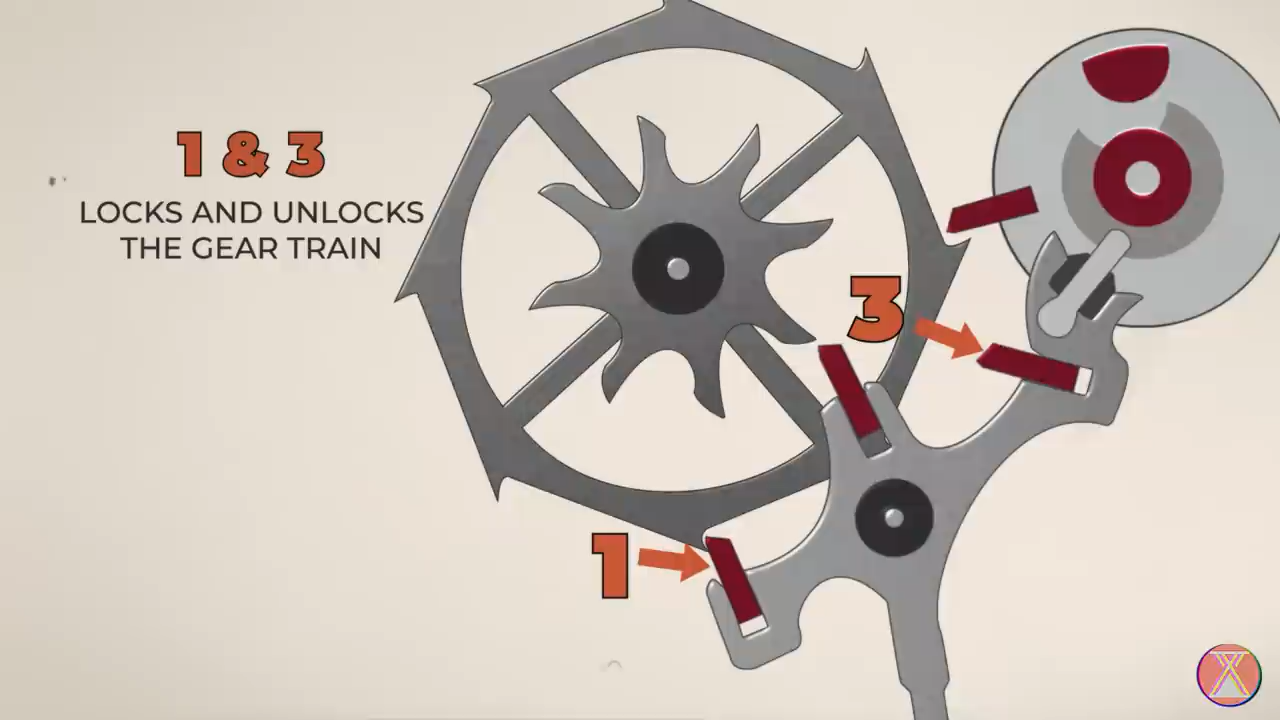 1 & 3
LOCKS AND UNLOCKS
THE GEAR TRAIN
3
1